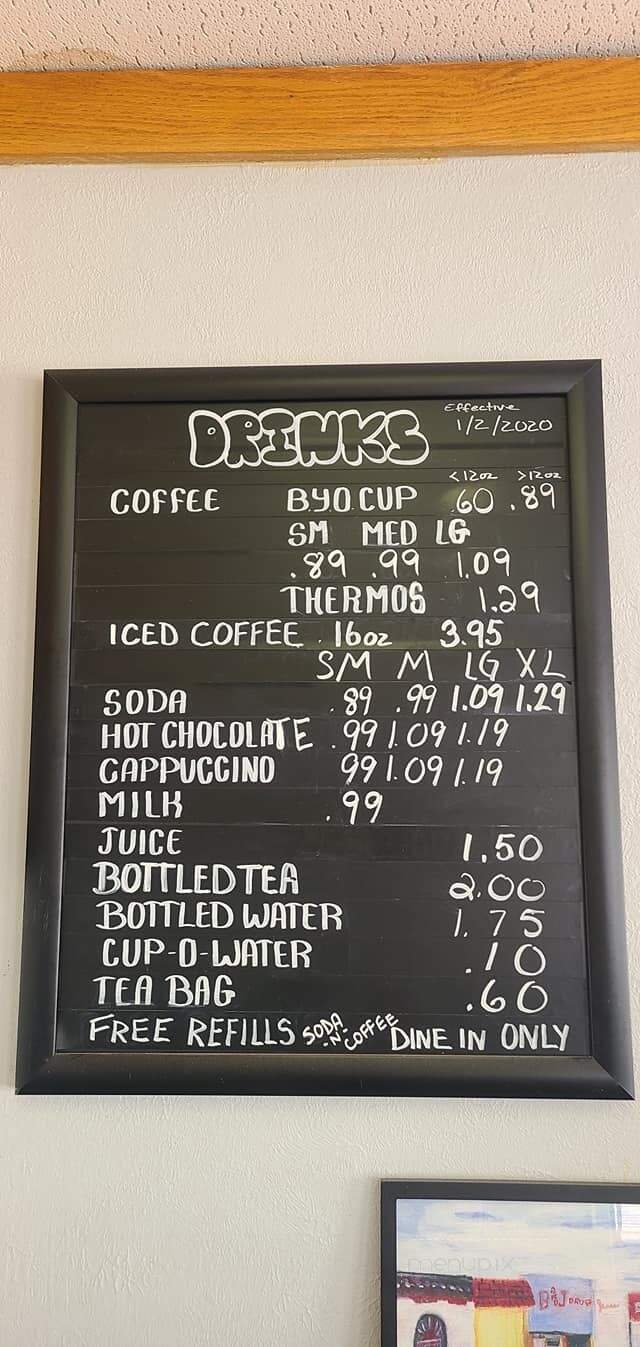 Effective
DRINKS 1/2/2020
<12oz >12oz
COFFEE B.Y.O. CUP .60 .89
SM MED LG
.89 .99 1.09
THERMOS 1.29
ICED COFFEE . 16oz 3.95
SM M LG XL
SODA .89 .99 1.09 1.29
HOT CHOCOLATE .99 1.09 1.19
CAPPUCCINO 99 1.09 1.19
MILK .99
JUICE 1.50
BOTTLED TEA 2.00
BOTTLED WATER 1.75
CUP-O-WATER .10
TEA BAG .60
FREE REFILLS SODA -N- COFFEE DINE IN ONLY
menupix